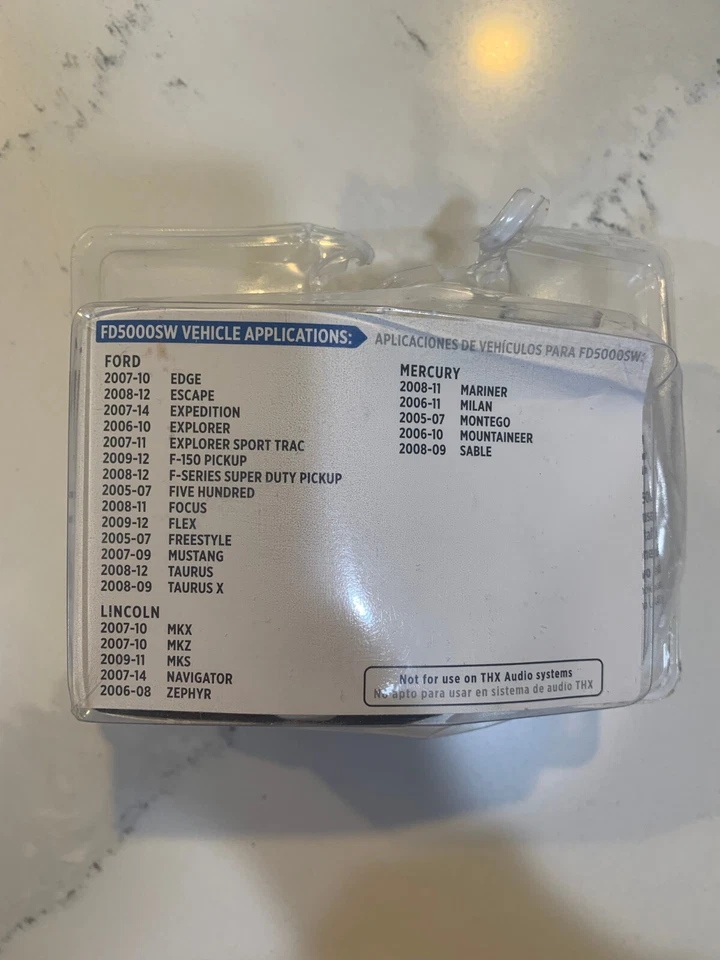 FD5000SW VEHICLE APPLICATIONS:
APLICACIONES DE VEHÍCULOS PARA FD5000SW:
FORD
2007-10 EDGE
2008-12 ESCAPE
2007-14 EXPEDITION
2006-10 EXPLORER
2007-11 EXPLORER SPORT TRAC
2009-12 F-150 PICKUP
2008-12 F-SERIES SUPER DUTY PICKUP
2005-07 FIVE HUNDRED
2008-11 FOCUS
2009-12 FLEX
2005-07 FREESTYLE
2007-09 MUSTANG
2008-12 TAURUS
2008-09 TAURUS X
LINCOLN
2007-10 MKX
2007-10 MKZ
2009-11 MKS
2007-14 NAVIGATOR
2006-08 ZEPHYR
MERCURY
2008-11 MARINER
2006-11 MILAN
2005-07 MONTEGO
2006-10 MOUNTAINEER
2008-09 SABLE
Not for use on THX Audio systems
No apto para usar en sistema de audio THX